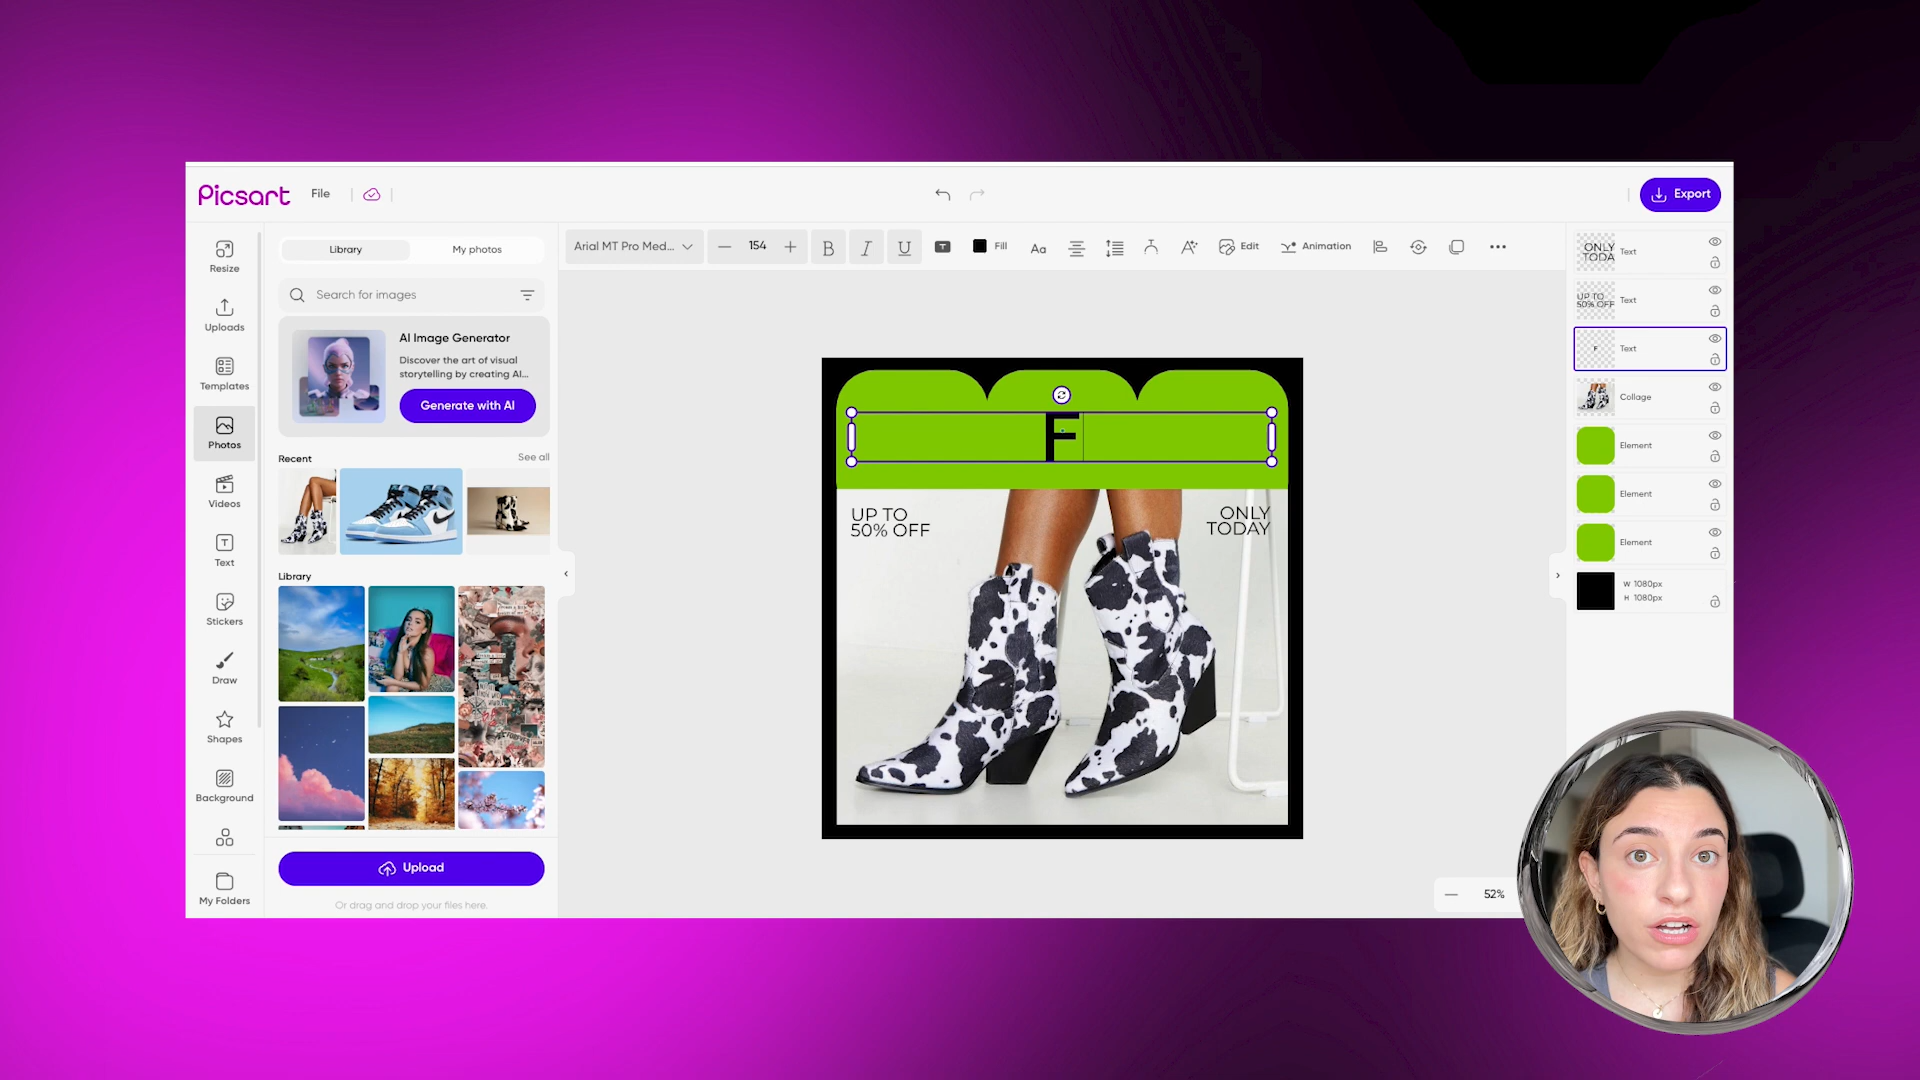 Picsart
File
Export
Library
My photos
Arial MT Pro Med...
154
B
I
U
T
Fill
Aa
Edit
Animation
Search for images
Resize
Uploads
Templates
Photos
Videos
Text
Stickers
Draw
Shapes
Background
My Folders
AI Image Generator
Discover the art of visual
storytelling by creating AI...
Generate with AI
Recent
See all
Library
Upload
Or drag and drop your files here.
F
UP TO
50% OFF
ONLY
TODAY
52%
ONLY
TODA
Text
UP TO
50% OFF
Text
F
Text
Collage
Element
Element
Element
W 1080px
H 1080px